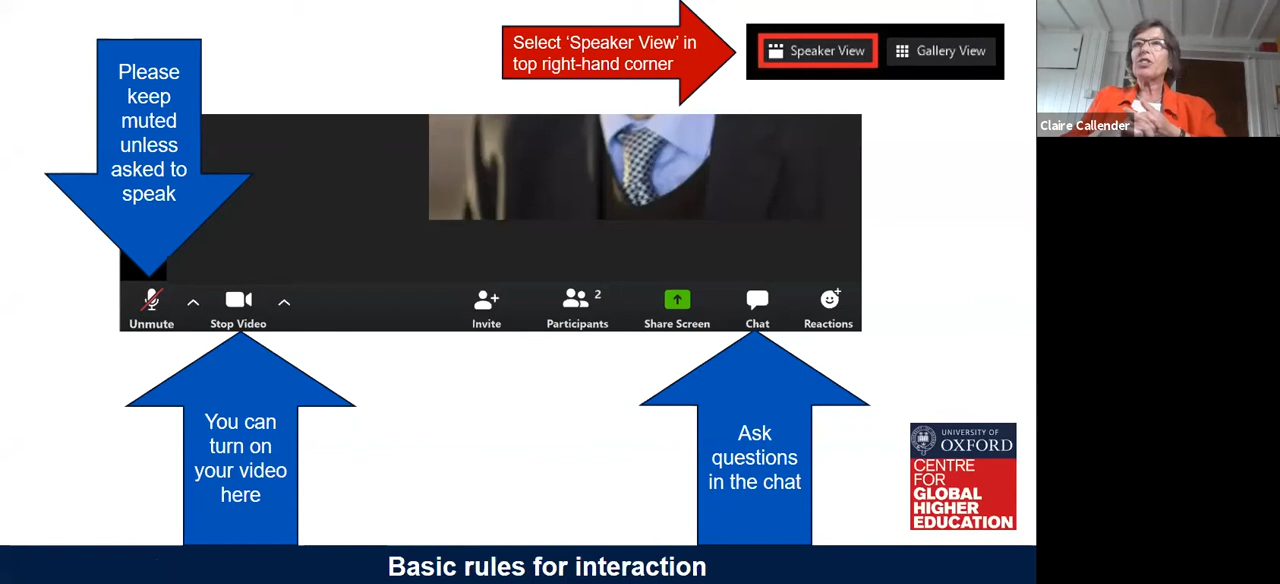 Select ‘Speaker View’ in
top right-hand corner
Speaker View
Gallery View
Claire Callender
Please
keep
muted
unless
asked to
speak
Unmute
Stop Video
Invite
Participants
2
Share Screen
Chat
Reactions
You can
turn on
your video
here
Ask
questions
in the chat
UNIVERSITY OF
OXFORD
CENTRE
FOR
GLOBAL
HIGHER
EDUCATION
Basic rules for interaction